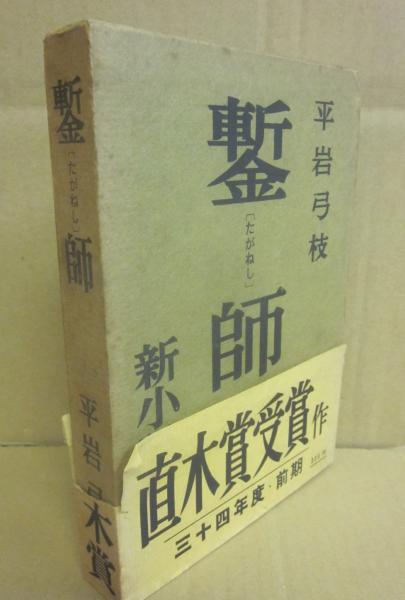 鏨
〔たがねし〕
師
平岩弓
木賞
平岩弓枝
鏨
〔たがねし〕
師
新小
直木賞受賞作
三十四年度・前期